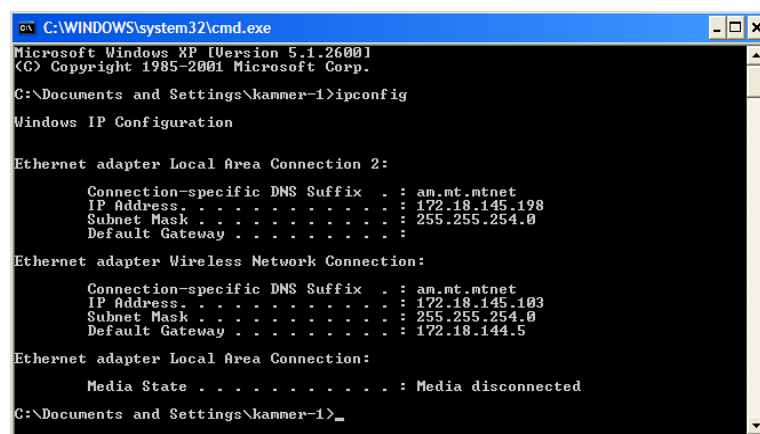 C:\WINDOWS\system32\cmd.exe
Microsoft Windows XP [Version 5.1.2600]
(C) Copyright 1985-2001 Microsoft Corp.
C:\Documents and Settings\kammer-1>ipconfig
Windows IP Configuration
Ethernet adapter Local Area Connection 2:
Connection-specific DNS Suffix . : am.mt.mtnet
IP Address. . . . . . . . . . . . : 172.18.145.198
Subnet Mask . . . . . . . . . . . : 255.255.254.0
Default Gateway . . . . . . . . . :
Ethernet adapter Wireless Network Connection:
Connection-specific DNS Suffix . : am.mt.mtnet
IP Address. . . . . . . . . . . . : 172.18.145.103
Subnet Mask . . . . . . . . . . . : 255.255.254.0
Default Gateway . . . . . . . . . : 172.18.144.5
Ethernet adapter Local Area Connection:
Media State . . . . . . . . . . . : Media disconnected
C:\Documents and Settings\kammer-1>_